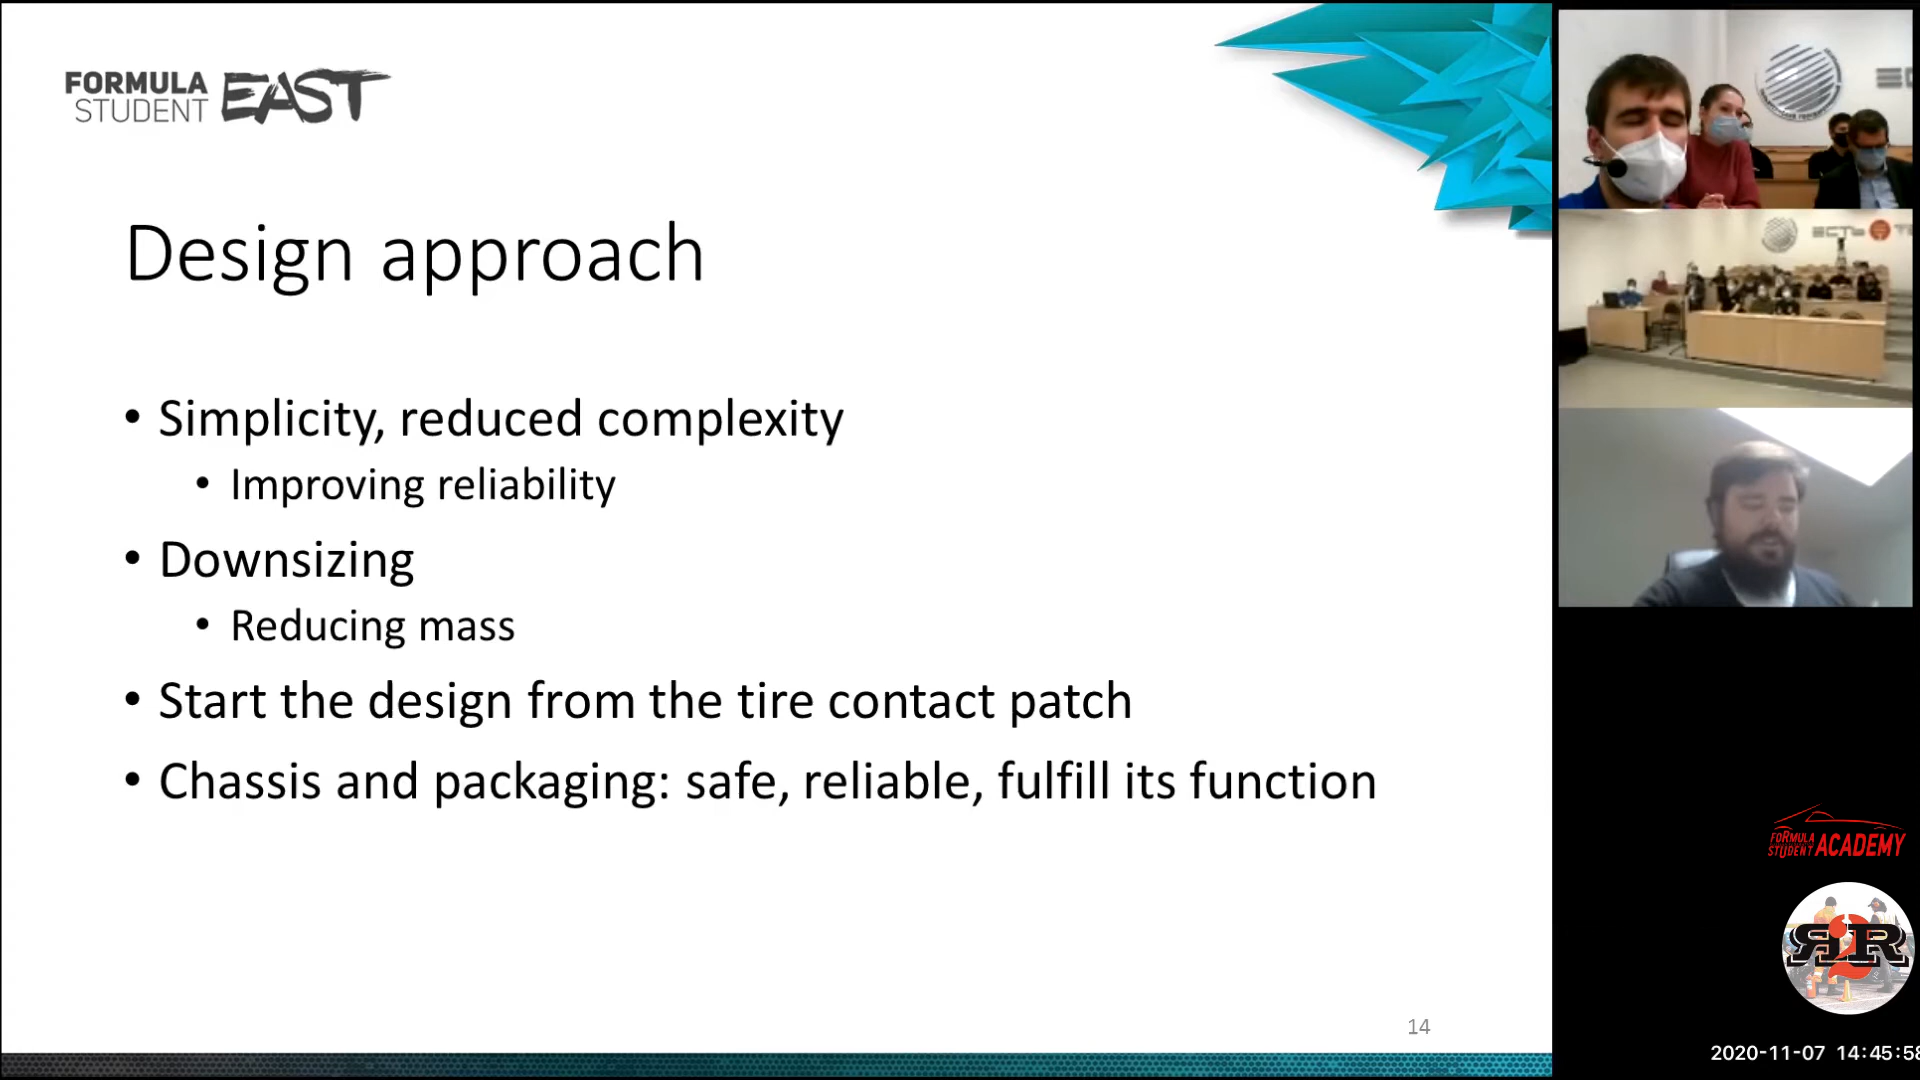 FORMULA
STUDENT EAST
Design approach
• Simplicity, reduced complexity
• Improving reliability
• Downsizing
• Reducing mass
• Start the design from the tire contact patch
• Chassis and packaging: safe, reliable, fulfill its function
14
ЕСТЬ
FORMULA
STUDENT ACADEMY
Я2R
2020-11-07 14:45:58